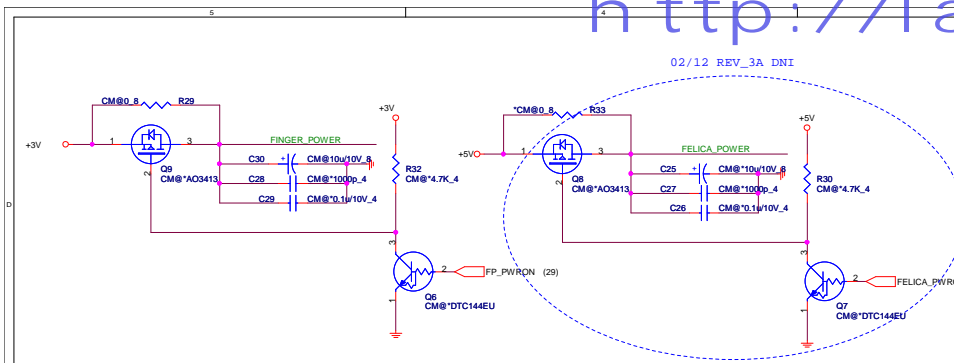 5
4
http://la
02/12 REV_3A DNI
CM@0_8
R29
+3V
*CM@0_8
R33
+5V
+3V
1
3
FINGER_POWER
+5V
1
3
FELICA_POWER
C30
+
CM@10u/10V_8
Q9
CM@*AO3413
2
C28
CM@*1000p_4
C29
CM@*0.1u/10V_4
R32
CM@*4.7K_4
C25
+
CM@*10u/10V_8
Q8
CM@*AO3413
2
C27
CM@*1000p_4
C26
CM@*0.1u/10V_4
R30
CM@*4.7K_4
D
3
2
FP_PWRON (29)
1
Q6
CM@*DTC144EU
3
2
FELICA_PWR
1
Q7
CM@*DTC144EU